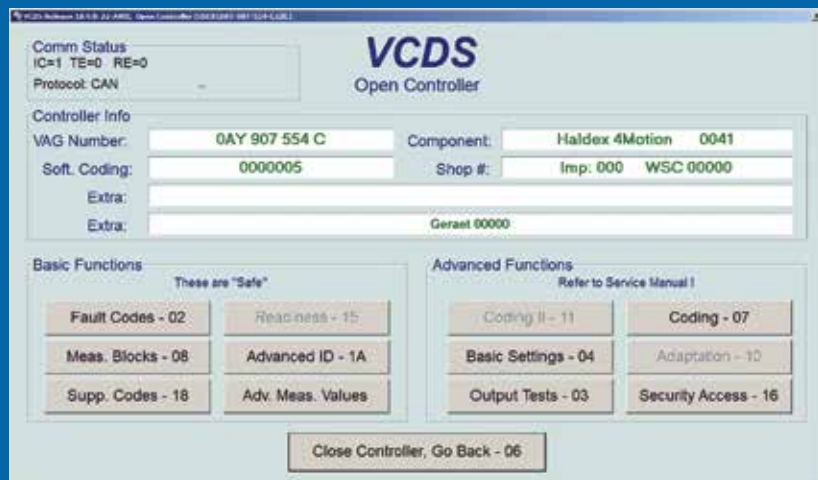 Comm Status
IC=1 TE=0 RE=0
Protocol: CAN
VCDS
Open Controller
Controller Info
VAG Number: 0AY 907 554 C Component: Haldex 4Motion 0041
Soft. Coding: 0000005 Shop #: Imp: 000 WSC 00000
Extra:
Extra: Geraet 00000
Basic Functions
These are "Safe"
Fault Codes - 02
Readiness - 15
Meas. Blocks - 08
Advanced ID - 1A
Supp. Codes - 18
Adv. Meas. Values
Advanced Functions
Refer to Service Manual !
Coding II - 11
Coding - 07
Basic Settings - 04
Adaptation - 10
Output Tests - 03
Security Access - 16
Close Controller, Go Back - 06